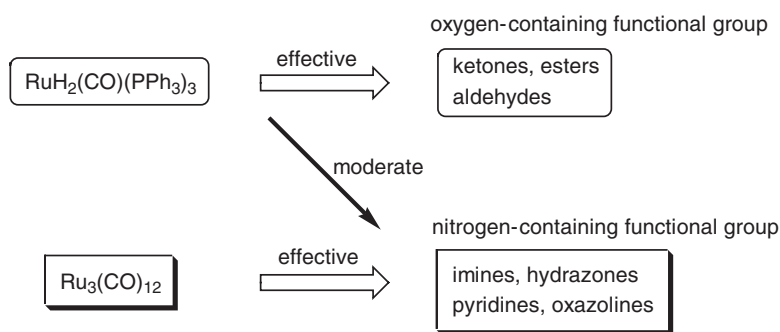 oxygen-containing functional group
effective
RuH2(CO)(PPh3)3
ketones, esters
aldehydes
moderate
nitrogen-containing functional group
effective
Ru3(CO)12
imines, hydrazones
pyridines, oxazolines